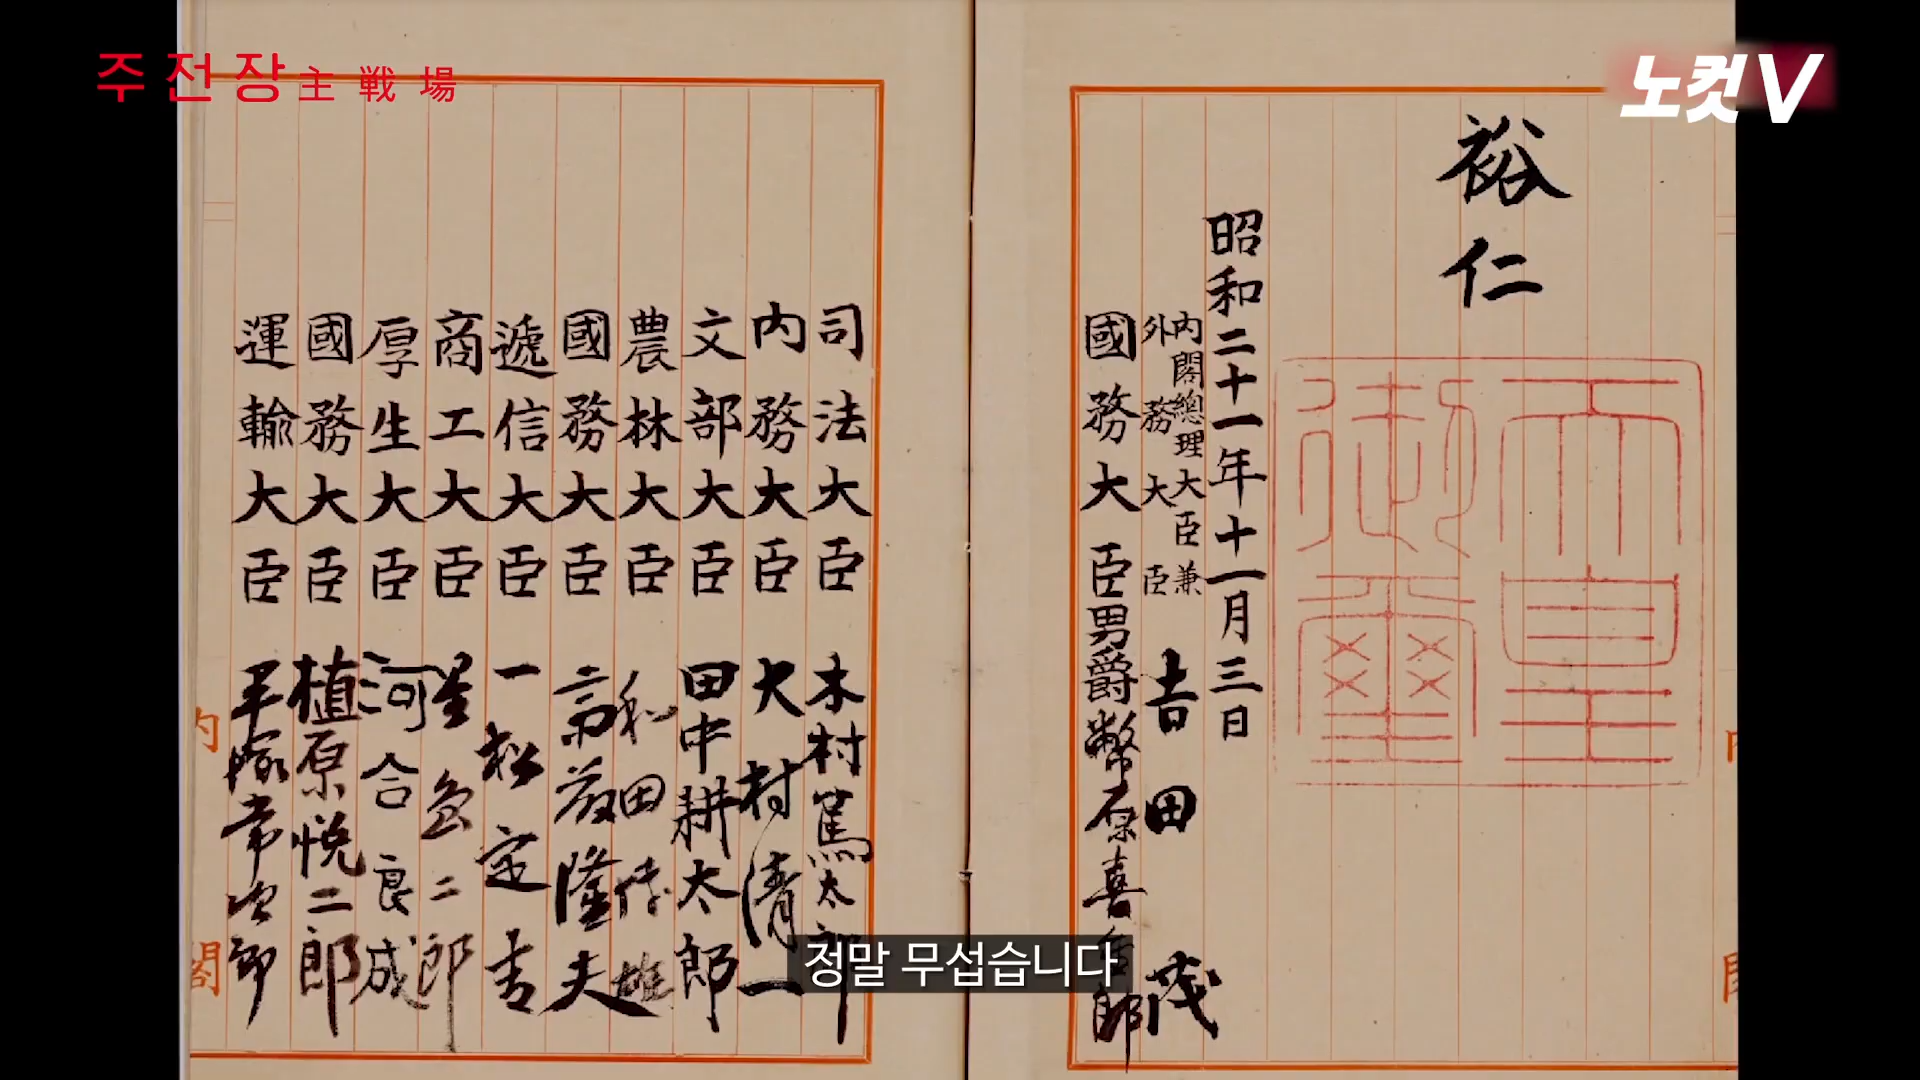 주전장 主戦場
노컷V
裕仁
天皇御璽
昭和二十一年十一月三日
内閣總理大臣兼
外務大臣 吉田茂
國務大臣男爵幣原喜重郎
司法大臣 木村篤太郎
内務大臣 大村清一
文部大臣 田中耕太郎
農林大臣 和田博雄
國務大臣 斎藤隆夫
遞信大臣 一松定吉
商工大臣 星島二郎
厚生大臣 河合良成
國務大臣 植原悦二郎
運輸大臣 平塚常次郎
内閣
정말 무섭습니다